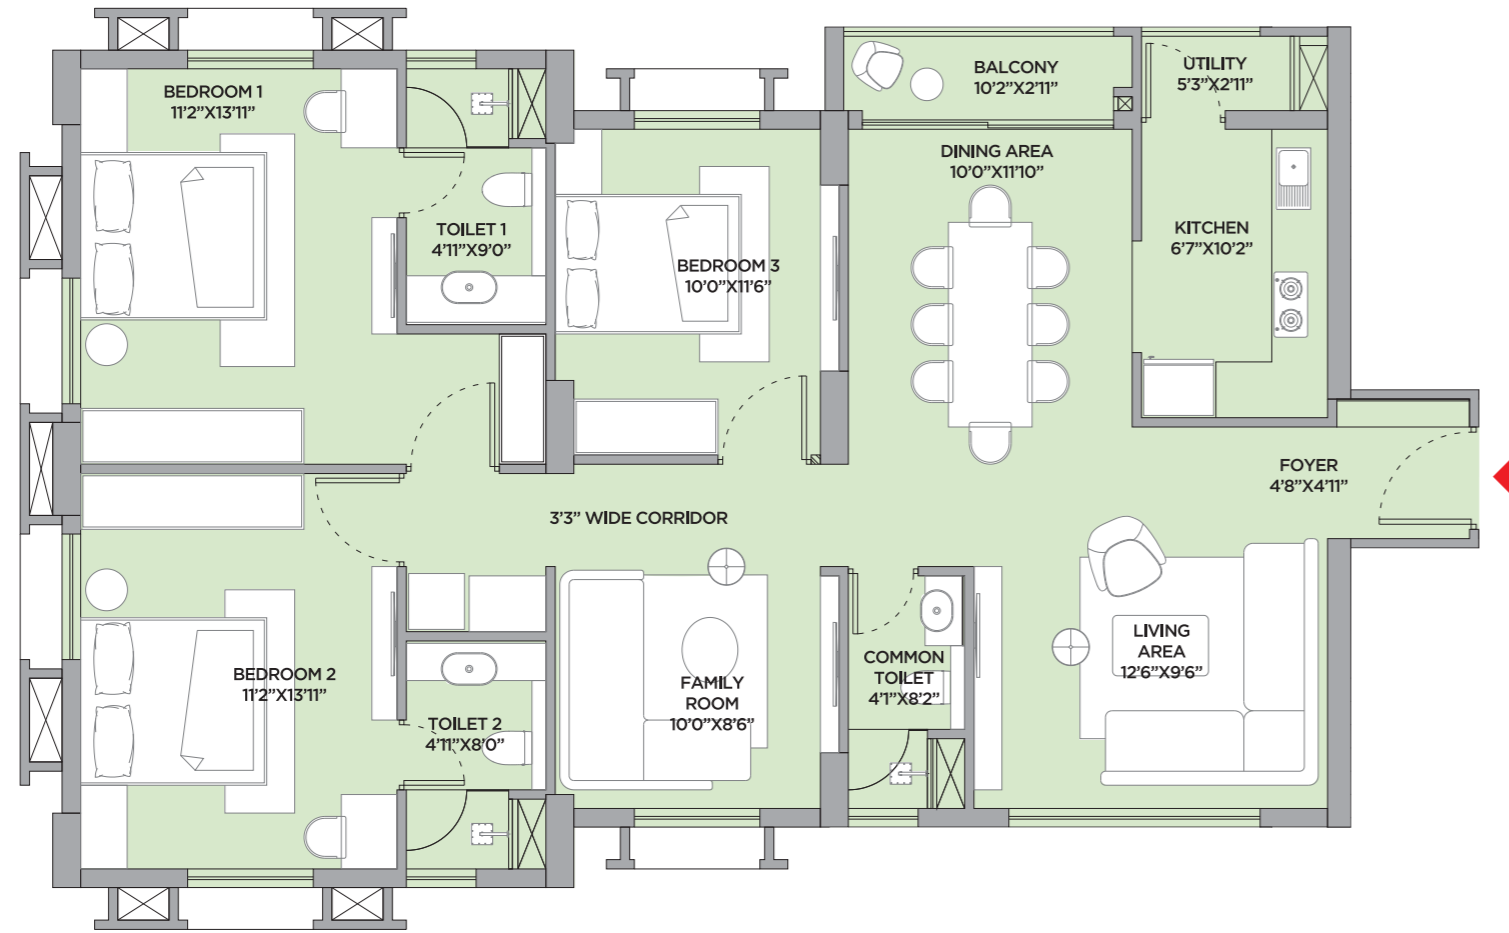 BEDROOM 1
11’2”X13’11”
BALCONY
10’2”X2’11”
UTILITY
5’3”X2’11”
DINING AREA
10’0”X11’10”
TOILET 1
4’11”X9’0”
KITCHEN
6’7”X10’2”
BEDROOM 3
10’0”X11’6”
FOYER
4’8”X4’11”
3’3” WIDE CORRIDOR
BEDROOM 2
11’2”X13’11”
TOILET 2
4’11”X8’0”
FAMILY
ROOM
10’0”X8’6”
COMMON
TOILET
4’1”X8’2”
LIVING
AREA
12’6”X9’6”